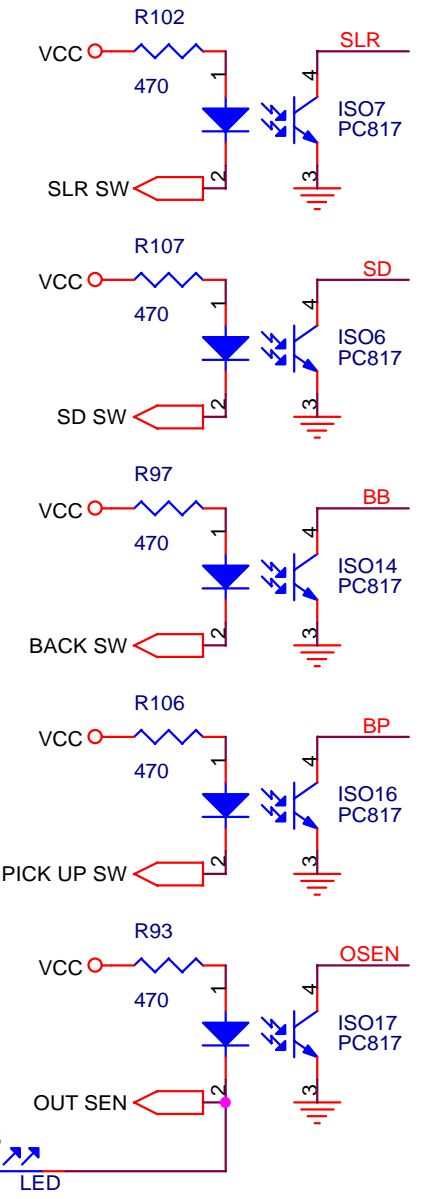 R102
SLR
VCC
470
1
4
ISO7
PC817
SLR SW
2
3
R107
SD
VCC
470
1
4
ISO6
PC817
SD SW
2
3
R97
BB
VCC
470
1
4
ISO14
PC817
BACK SW
2
3
R106
BP
VCC
470
1
4
ISO16
PC817
PICK UP SW
2
3
R93
OSEN
VCC
470
1
4
ISO17
PC817
OUT SEN
2
3
LED